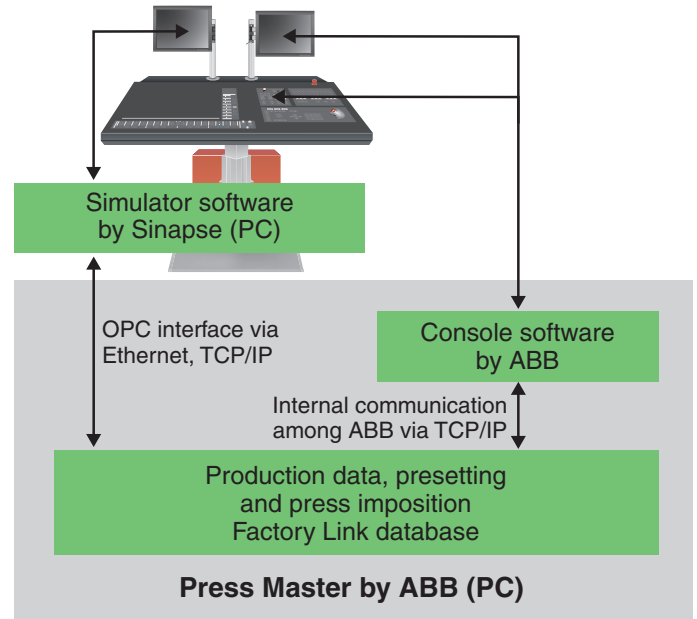 Simulator software
by Sinapse (PC)
OPC interface via
Ethernet, TCP/IP
Console software
by ABB
Internal communication
among ABB via TCP/IP
Production data, presetting
and press imposition
Factory Link database
Press Master by ABB (PC)